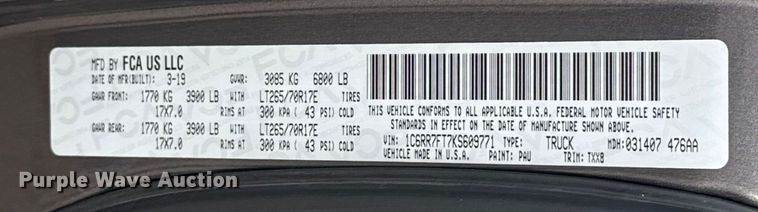 MFD BY FCA US LLC
DATE OF MFR(BUILT): 3-19 GVWR: 3085 KG 6800 LB
GAWR FRONT: 1770 KG 3900 LB WITH LT265/70R17E TIRES
17X7.0 RIMS AT 300 KPA ( 43 PSI) COLD
GAWR REAR: 1770 KG 3900 LB WITH LT265/70R17E TIRES
17X7.0 RIMS AT 300 KPA ( 43 PSI) COLD
THIS VEHICLE CONFORMS TO ALL APPLICABLE U.S.A. FEDERAL MOTOR VEHICLE SAFETY
STANDARDS IN EFFECT ON THE DATE OF MANUFACTURE SHOWN ABOVE.
VIN: 1C6RR7FT7KS609771 TYPE: TRUCK MDH: 031407 476AA
VEHICLE MADE IN U.S.A. PAINT: PAU TRIM: TXX8
Purple Wave Auction